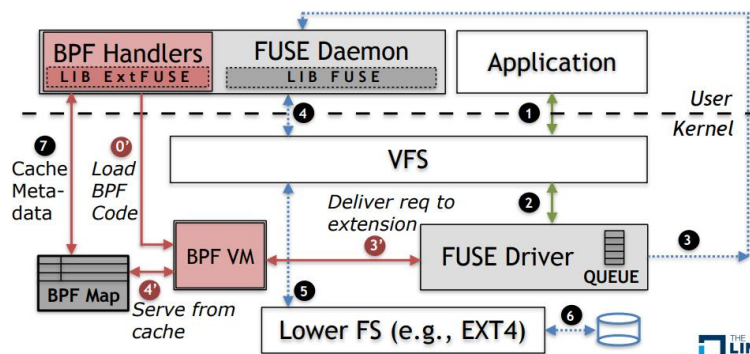 BPF Handlers
LIB ExtFUSE
FUSE Daemon
LIB FUSE
Application
User
Kernel
7
Cache
Meta-
data
0'
Load
BPF
Code
4
1
VFS
Deliver req to
extension
2
BPF VM
3'
FUSE Driver
QUEUE
3
BPF Map
4'
Serve from
cache
5
Lower FS (e.g., EXT4)
6
THE